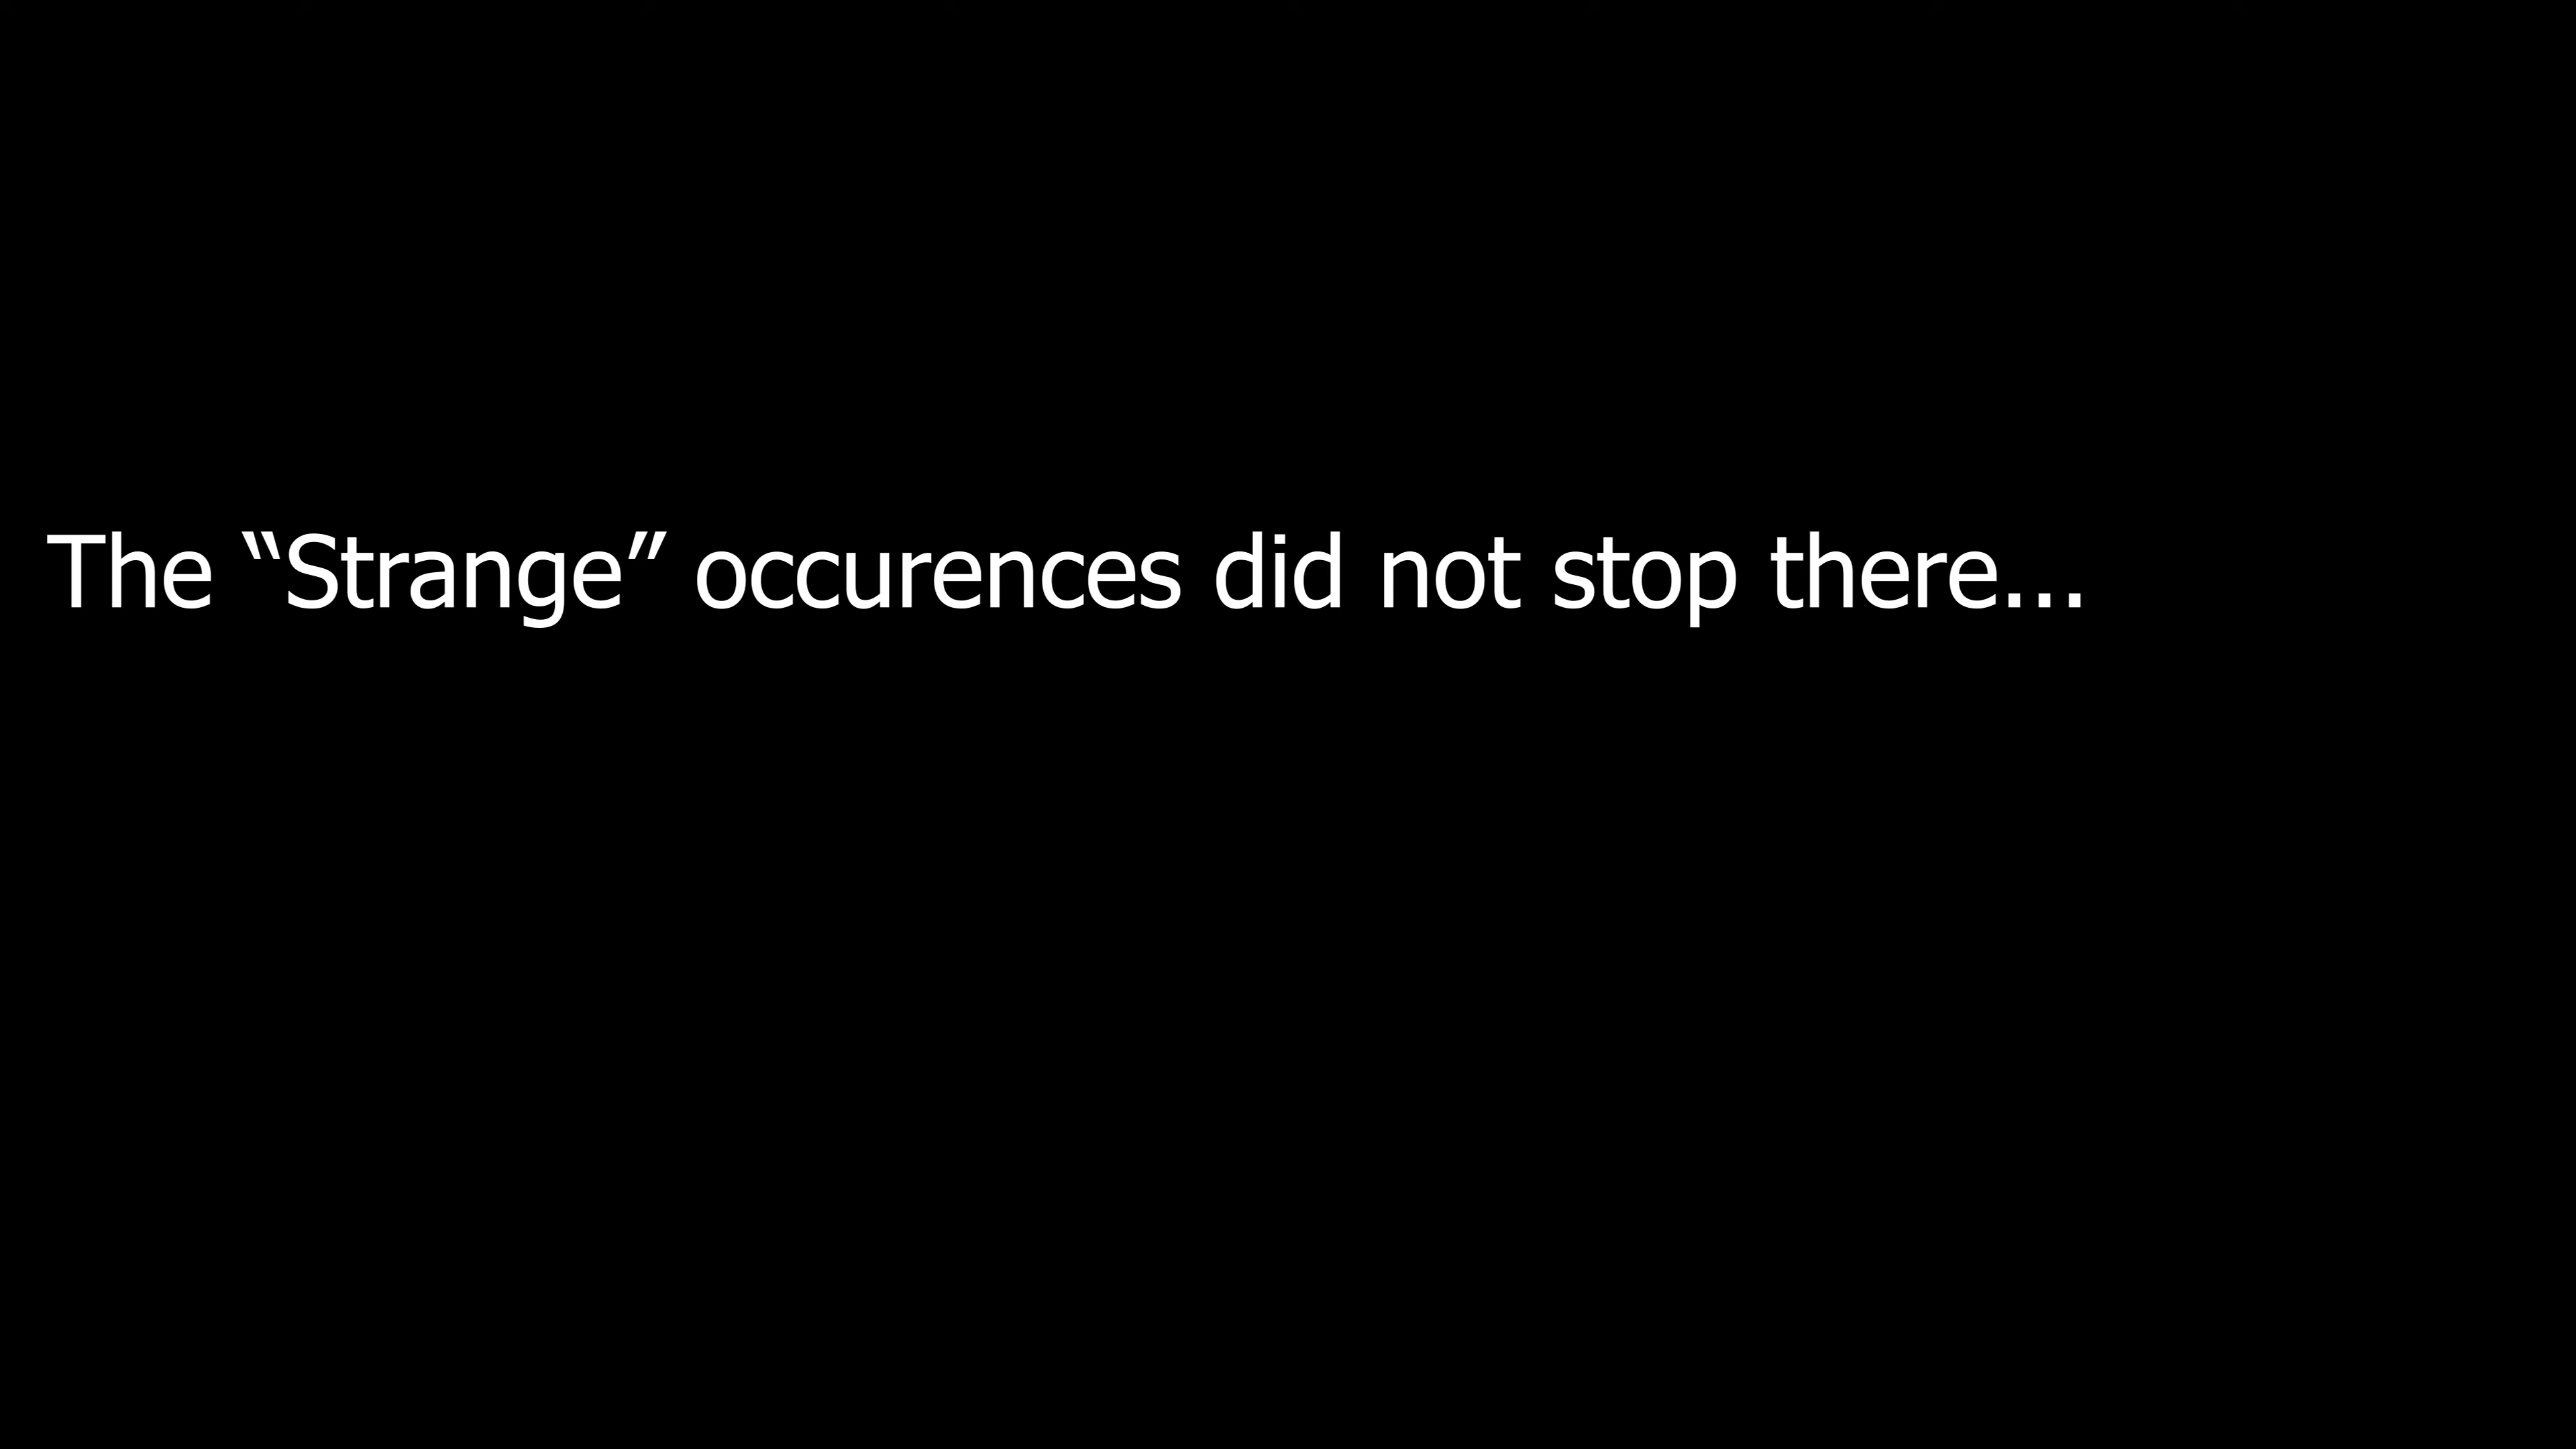 The “Strange” occurences did not stop there...